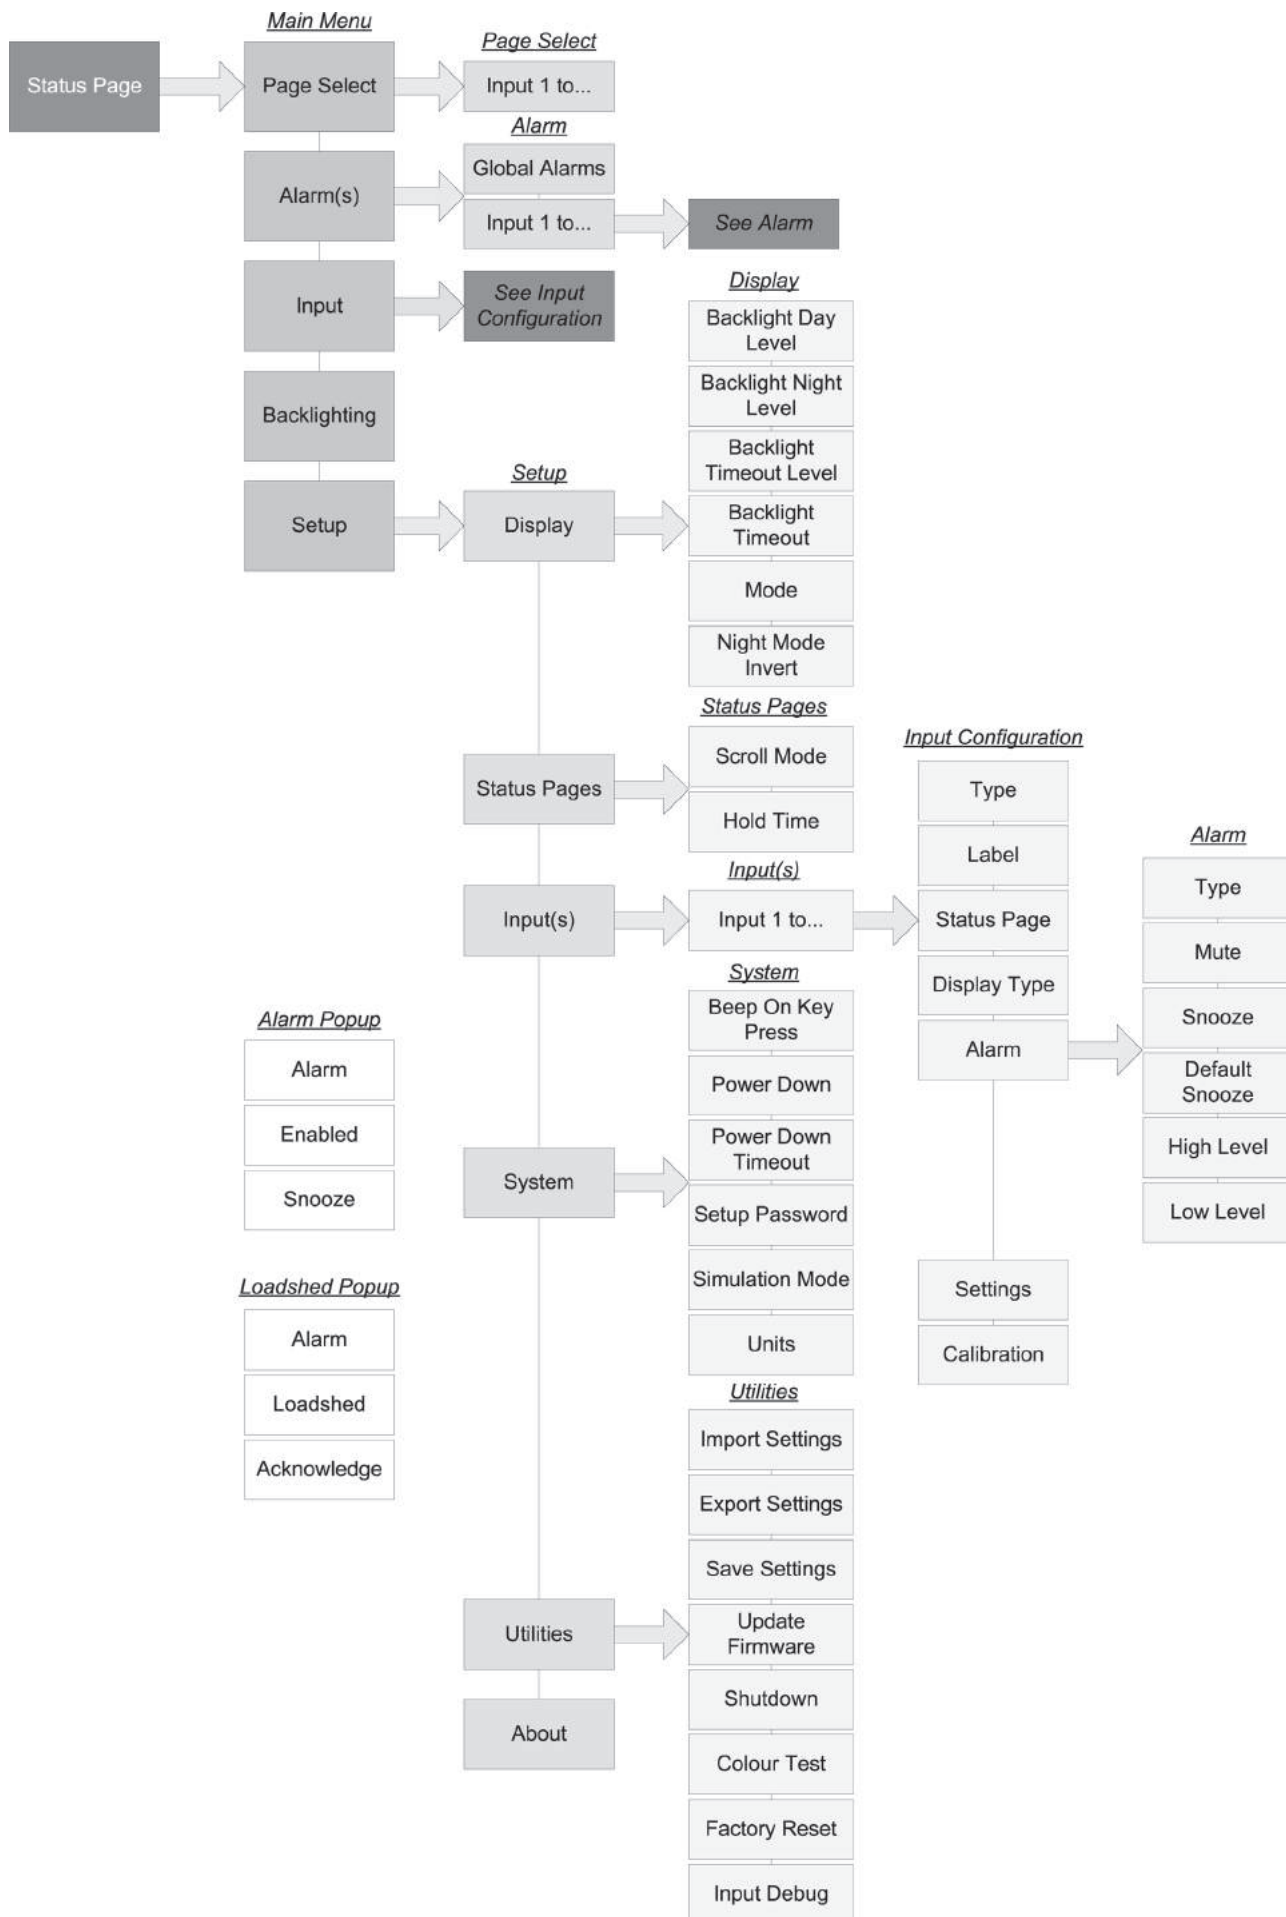 Main Menu
Page Select
Status Page
Page Select
Input 1 to...
Alarm
Global Alarms
Alarm(s)
Input 1 to...
See Alarm
Input
See Input
Configuration
Display
Backlight Day
Level
Backlight Night
Level
Backlighting
Backlight
Timeout Level
Setup
Setup
Display
Backlight
Timeout
Mode
Night Mode
Invert
Status Pages
Scroll Mode
Status Pages
Hold Time
Input Configuration
Type
Label
Input(s)
Input(s)
Input 1 to...
Status Page
Display Type
Alarm
Alarm
Type
Mute
Snooze
Default
Snooze
High Level
Low Level
System
Beep On Key
Press
Power Down
Power Down
Timeout
System
Setup Password
Simulation Mode
Units
Settings
Calibration
Alarm Popup
Alarm
Enabled
Snooze
Loadshed Popup
Alarm
Loadshed
Acknowledge
Utilities
Import Settings
Export Settings
Save Settings
Utilities
Update
Firmware
Shutdown
About
Colour Test
Factory Reset
Input Debug